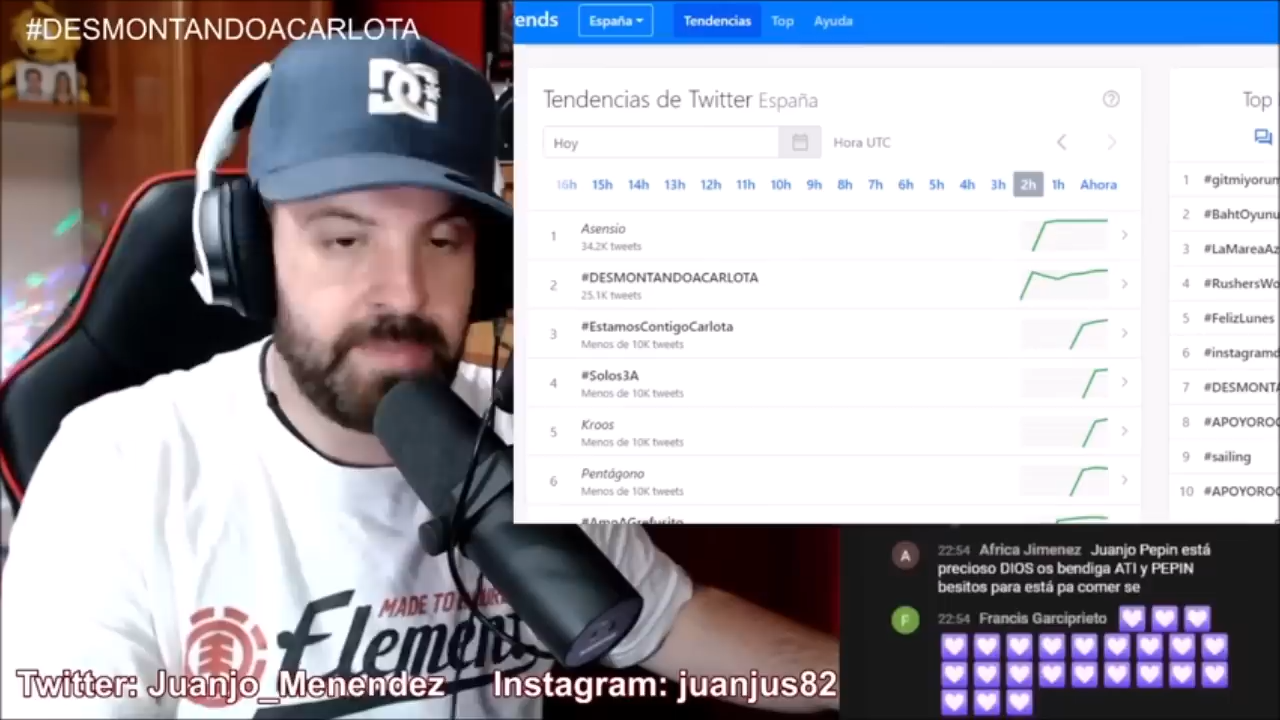 #DESMONTANDOACARLOTA
ends España Tendencias Top Ayuda
Tendencias de Twitter España
Hoy Hora UTC
16h 15h 14h 13h 12h 11h 10h 9h 8h 7h 6h 5h 4h 3h 2h 1h Ahora
1 Asensio
34.2K tweets
2 #DESMONTANDOACARLOTA
25.1K tweets
3 #EstamosContigoCarlota
Menos de 10K tweets
4 #Solos3A
Menos de 10K tweets
5 Kroos
Menos de 10K tweets
6 Pentágono
Menos de 10K tweets
Top
1 #gitmiyorum
2 #BahtOyunu
3 #LaMareaAz
4 #RushersWo
5 #FelizLunes
6 #instagramd
7 #DESMONTA
8 #APOYOROC
9 #sailing
10 #APOYOROC
DC
MADE TO
Element
Twitter: Juanjo_Menendez Instagram: juanjus82
A 22:54 Africa Jimenez Juanjo Pepin está
precioso DIOS os bendiga ATI y PEPIN
besitos para está pa comer se
F 22:54 Francis Garciprieto